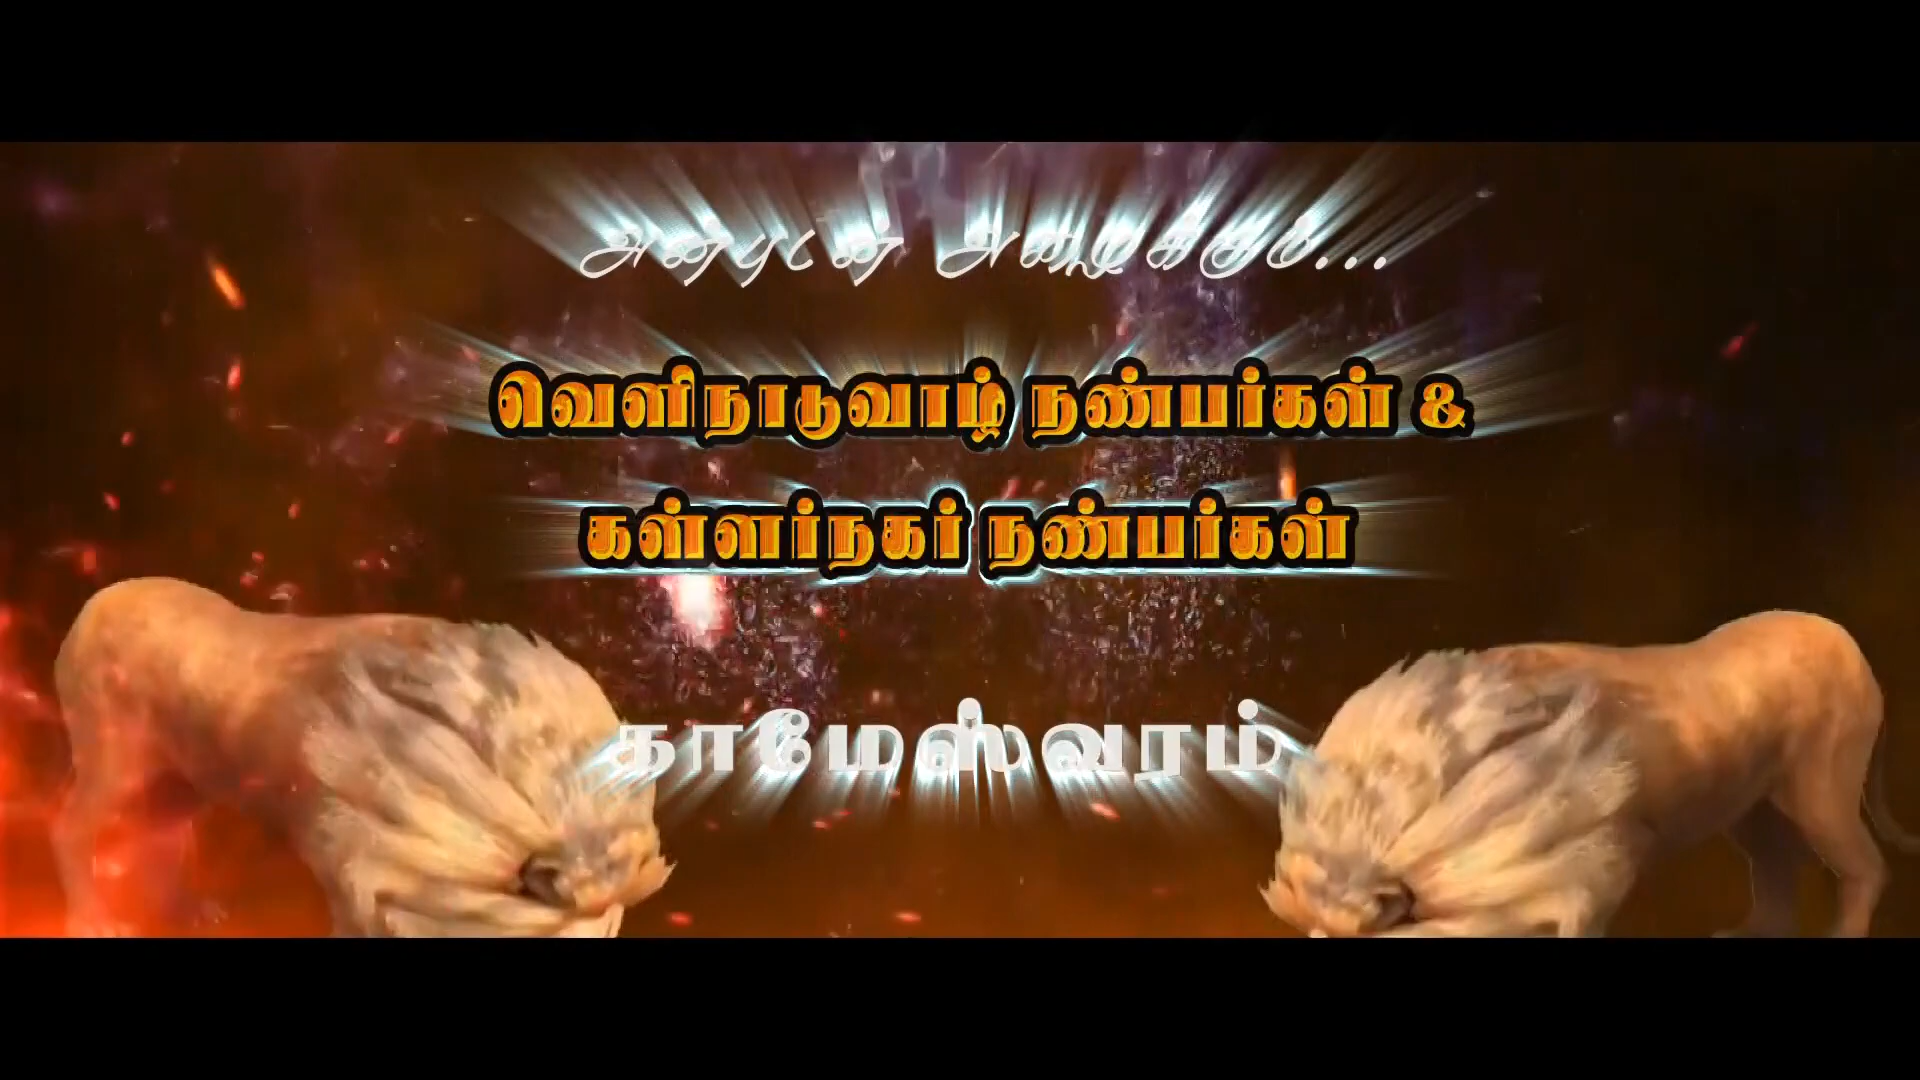 அன்புடன் அழைக்கும்...
வெளிநாடுவாழ் நண்பர்கள் &
கள்ளர்நகர் நண்பர்கள்
காமேஸ்வரம்